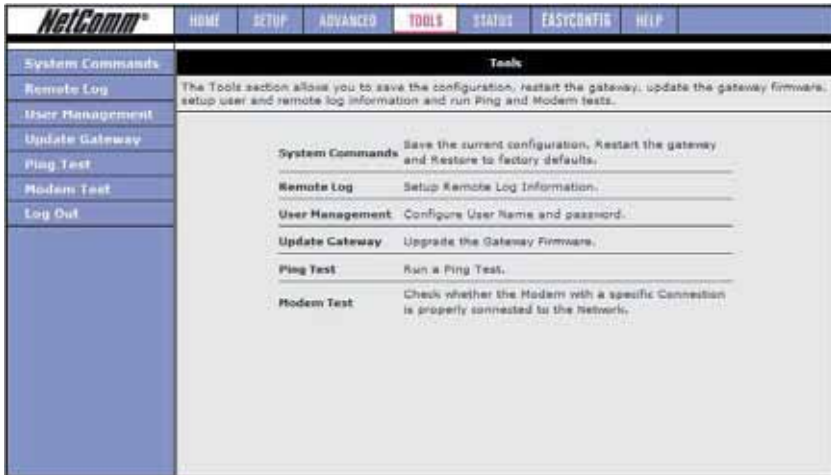 NetComm®
HOME SETUP ADVANCED TOOLS STATUS EASYCONFIG HELP
System Commands
Remote Log
User Management
Update Gateway
Ping Test
Modem Test
Log Out
Tools
The Tools section allows you to save the configuration, restart the gateway, update the gateway firmware,
setup user and remote log information and run Ping and Modem tests.
System Commands Save the current configuration, Restart the gateway
and Restore to factory defaults.
Remote Log Setup Remote Log Information.
User Management Configure User Name and password.
Update Gateway Upgrade the Gateway Firmware.
Ping Test Run a Ping Test.
Modem Test Check whether the Modem with a specific Connection
is properly connected to the Network.